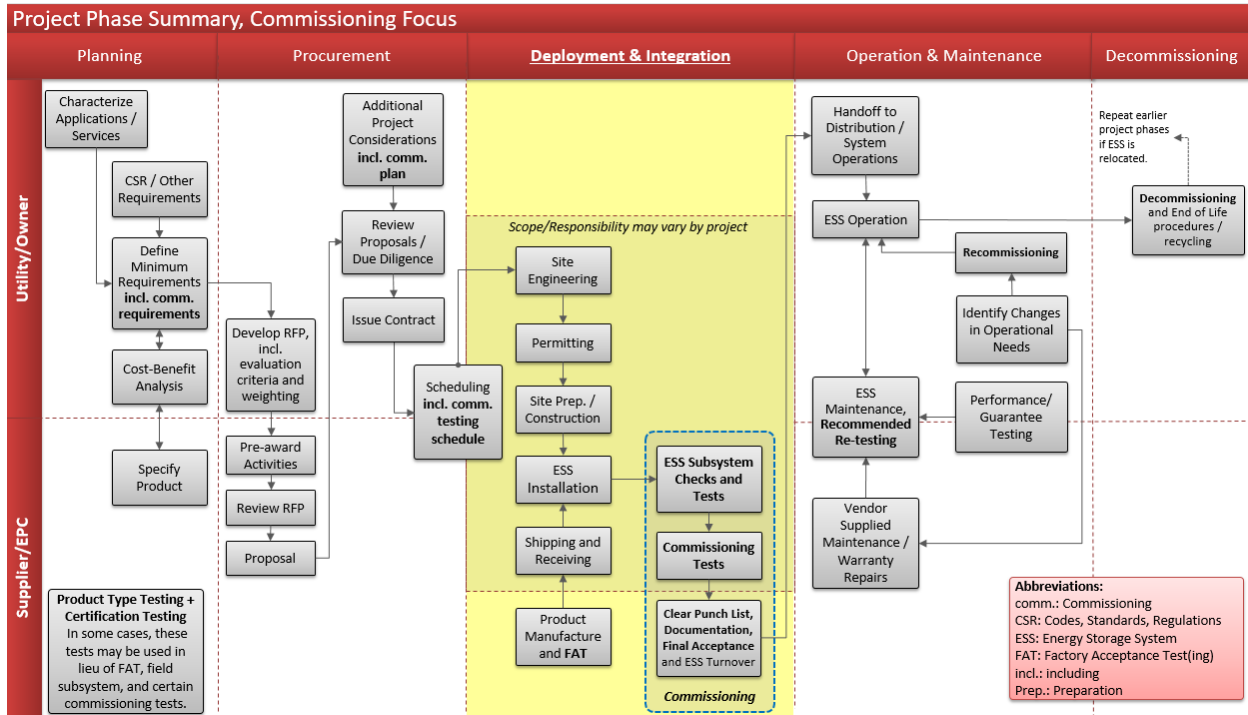 Project Phase Summary, Commissioning Focus
Planning
Procurement
Deployment & Integration
Operation & Maintenance
Decommissioning
Utility/Owner
Supplier/EPC
Characterize
Applications /
Services
CSR / Other
Requirements
Define
Minimum
Requirements
incl. comm.
requirements
Cost-Benefit
Analysis
Specify
Product
Product Type Testing +
Certification Testing
In some cases, these
tests may be used in
lieu of FAT, field
subsystem, and certain
commissioning tests.
Additional
Project
Considerations
incl. comm.
plan
Review
Proposals /
Due Diligence
Issue Contract
Develop RFP,
incl.
evaluation
criteria and
weighting
Pre-award
Activities
Review RFP
Proposal
Scheduling
incl. comm.
testing
schedule
Scope/Responsibility may vary by project
Site
Engineering
Permitting
Site Prep. /
Construction
ESS
Installation
Shipping and
Receiving
Product
Manufacture
and FAT
ESS Subsystem
Checks and
Tests
Commissioning
Tests
Clear Punch List,
Documentation,
Final Acceptance
and ESS Turnover
Commissioning
Handoff to
Distribution /
System
Operations
ESS Operation
Recommissioning
Identify Changes
in Operational
Needs
ESS
Maintenance,
Recommended
Re-testing
Performance/
Guarantee
Testing
Vendor
Supplied
Maintenance /
Warranty
Repairs
Repeat earlier
project phases
if ESS is
relocated.
Decommissioning
and End of Life
procedures /
recycling
Abbreviations:
comm.: Commissioning
CSR: Codes, Standards, Regulations
ESS: Energy Storage System
FAT: Factory Acceptance Test(ing)
incl.: including
Prep.: Preparation